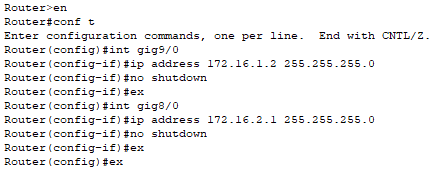 Router>en
Router#conf t
Enter configuration commands, one per line.  End with CNTL/Z.
Router(config)#int gig9/0
Router(config-if)#ip address 172.16.1.2 255.255.255.0
Router(config-if)#no shutdown
Router(config-if)#ex
Router(config)#int gig8/0
Router(config-if)#ip address 172.16.2.1 255.255.255.0
Router(config-if)#no shutdown
Router(config-if)#ex
Router(config)#ex